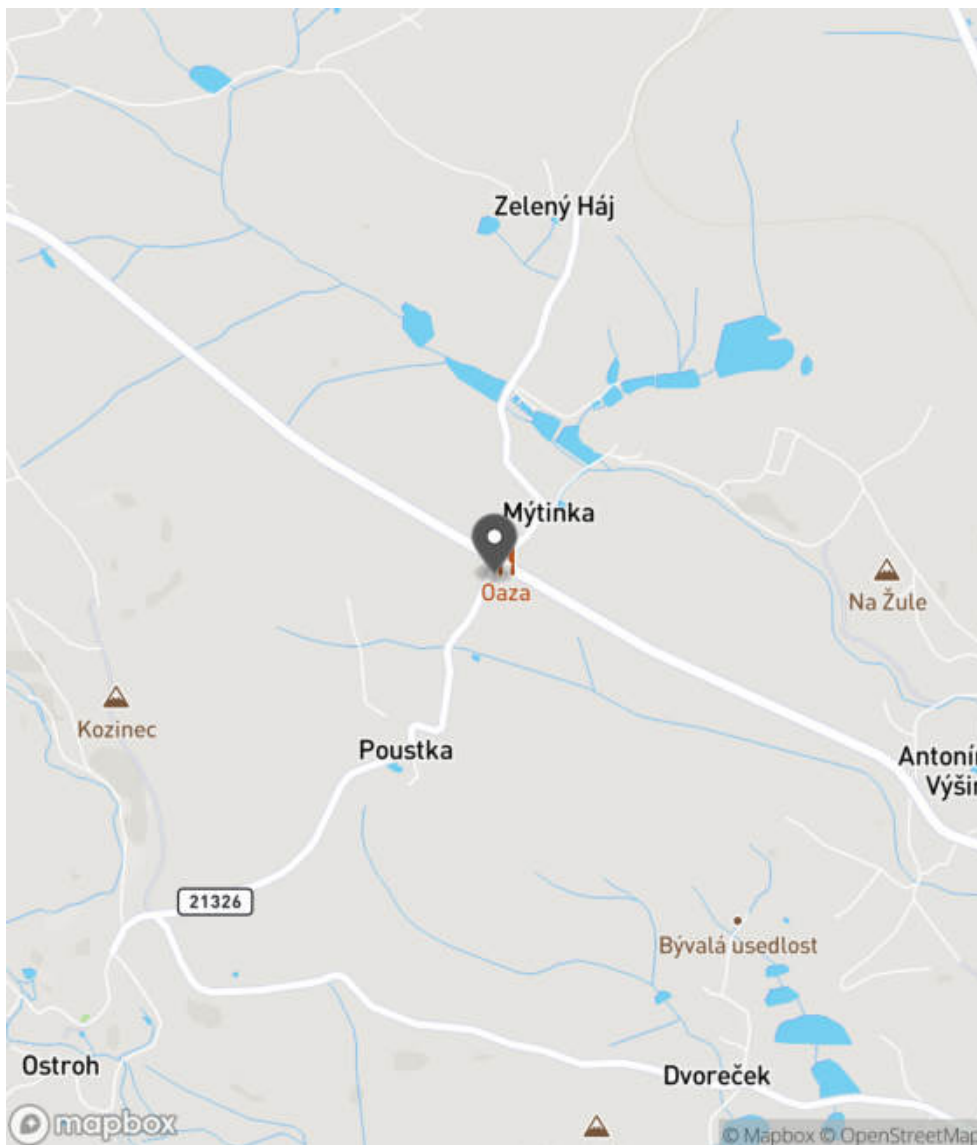 Zelený Háj
Mýtinka
Oaza
Na Žule
Kozinec
Poustka
Antonín
Výšin
21326
Bývalá usedlost
Ostroh
Dvoreček
mapbox
© Mapbox © OpenStreetMap